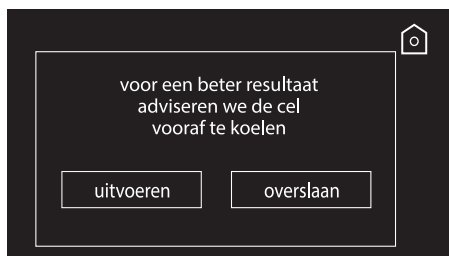 voor een beter resultaat
adviseren we de cel
vooraf te koelen
uitvoeren
overslaan